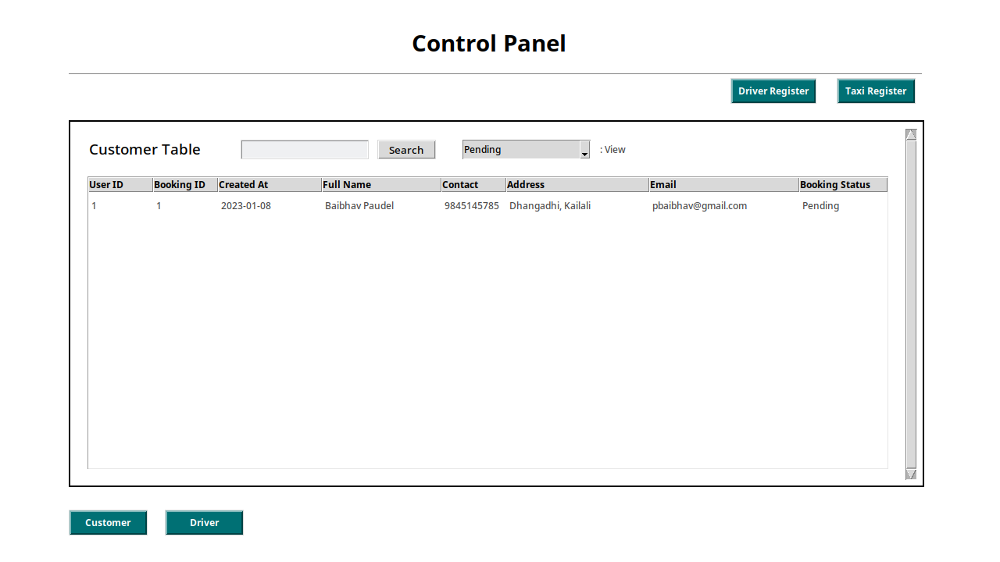 Control Panel
Driver Register Taxi Register
Customer Table Search Pending : View
User ID Booking ID Created At Full Name Contact Address Email Booking Status
1 1 2023-01-08 Baibhav Paudel 9845145785 Dhangadhi, Kailali pbaibhav@gmail.com Pending
Customer Driver